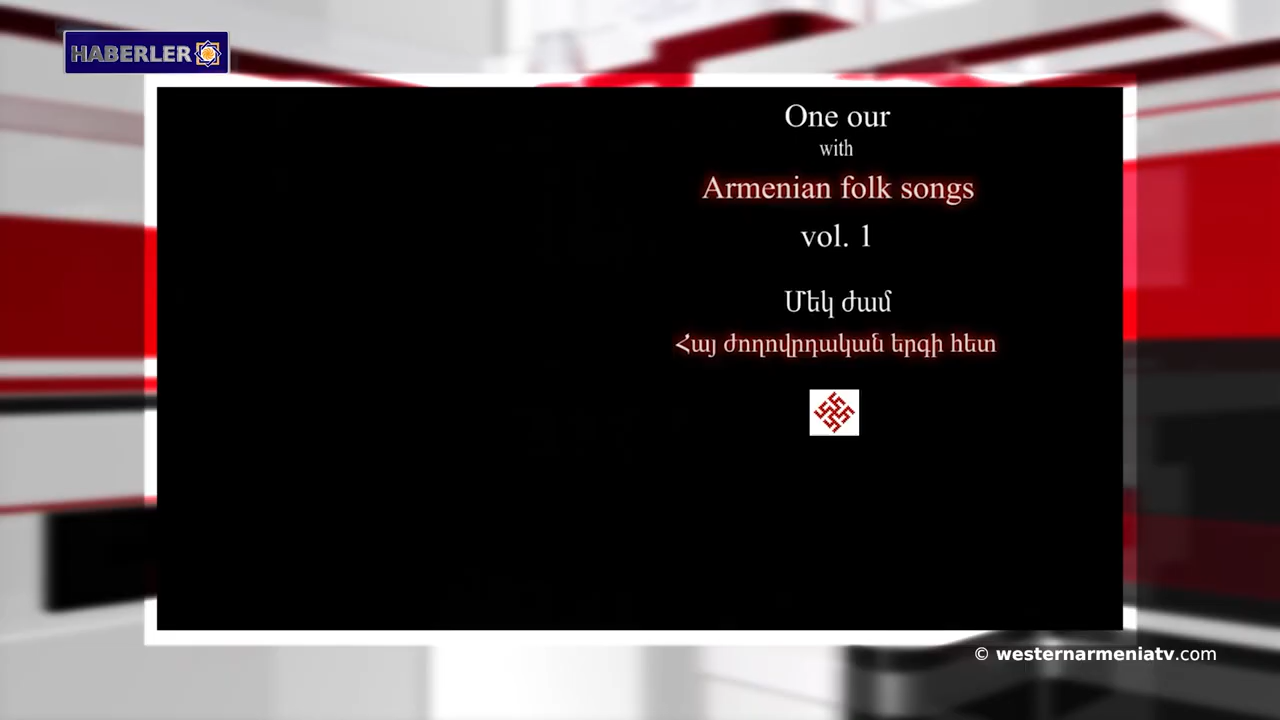 HABERLER
One our
with
Armenian folk songs
vol. 1
Մեկ ժամ
Հայ ժողովրդական երգի հետ
© westernarmeniatv.com